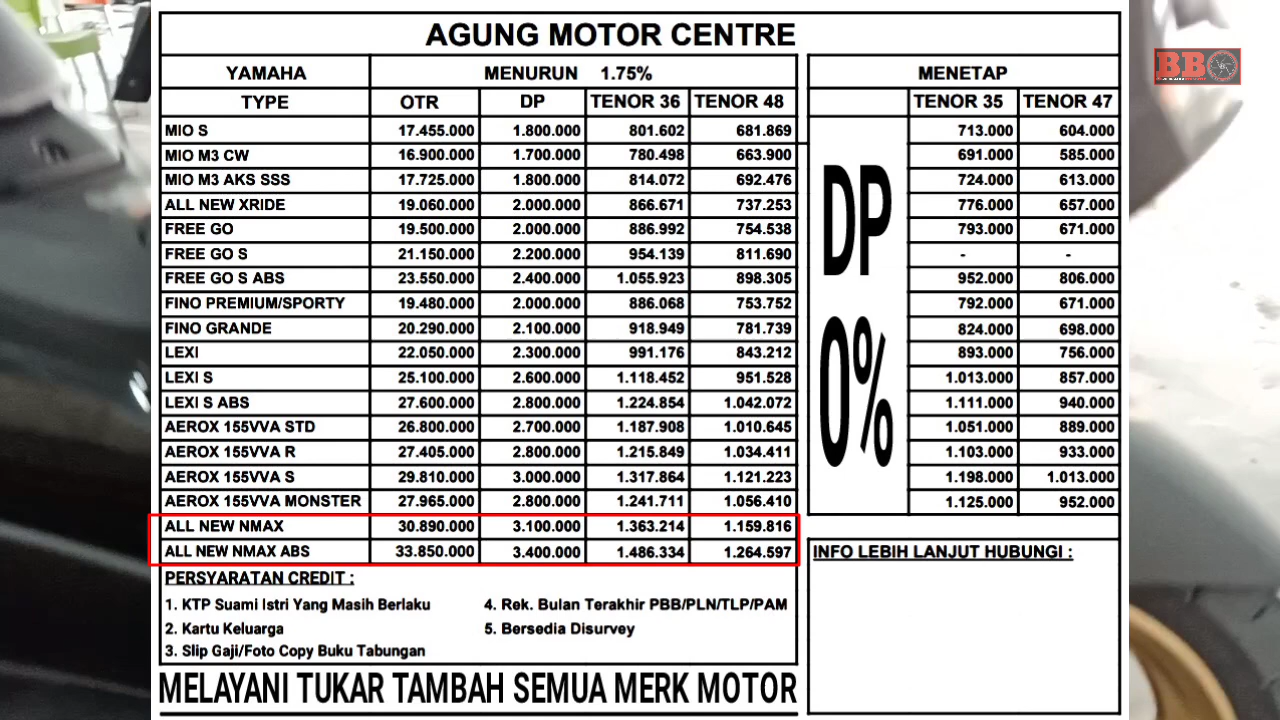 AGUNG MOTOR CENTRE
YAMAHA MENURUN 1.75% MENETAP
TYPE OTR DP TENOR 36 TENOR 48 TENOR 35 TENOR 47
MIO S 17.455.000 1.800.000 801.602 681.869 713.000 604.000
MIO M3 CW 16.900.000 1.700.000 780.498 663.900 691.000 585.000
MIO M3 AKS SSS 17.725.000 1.800.000 814.072 692.476 724.000 613.000
ALL NEW XRIDE 19.060.000 2.000.000 866.671 737.253 776.000 657.000
FREE GO 19.500.000 2.000.000 886.992 754.538 793.000 671.000
FREE GO S 21.150.000 2.200.000 954.139 811.690 - -
FREE GO S ABS 23.550.000 2.400.000 1.055.923 898.305 952.000 806.000
FINO PREMIUM/SPORTY 19.480.000 2.000.000 886.068 753.752 792.000 671.000
FINO GRANDE 20.290.000 2.100.000 918.949 781.739 824.000 698.000
LEXI 22.050.000 2.300.000 991.176 843.212 893.000 756.000
LEXI S 25.100.000 2.600.000 1.118.452 951.528 1.013.000 857.000
LEXI S ABS 27.600.000 2.800.000 1.224.854 1.042.072 1.111.000 940.000
AEROX 155VVA STD 26.800.000 2.700.000 1.187.908 1.010.645 1.051.000 889.000
AEROX 155VVA R 27.405.000 2.800.000 1.215.849 1.034.411 1.103.000 933.000
AEROX 155VVA S 29.810.000 3.000.000 1.317.864 1.121.223 1.198.000 1.013.000
AEROX 155VVA MONSTER 27.965.000 2.800.000 1.241.711 1.056.410 1.125.000 952.000
ALL NEW NMAX 30.890.000 3.100.000 1.363.214 1.159.816
ALL NEW NMAX ABS 33.850.000 3.400.000 1.486.334 1.264.597
DP
0%
PERSYARATAN CREDIT :
1. KTP Suami Istri Yang Masih Berlaku
2. Kartu Keluarga
3. Slip Gaji/Foto Copy Buku Tabungan
4. Rek. Bulan Terakhir PBB/PLN/TLP/PAM
5. Bersedia Disurvey
INFO LEBIH LANJUT HUBUNGI :
MELAYANI TUKAR TAMBAH SEMUA MERK MOTOR
BBO